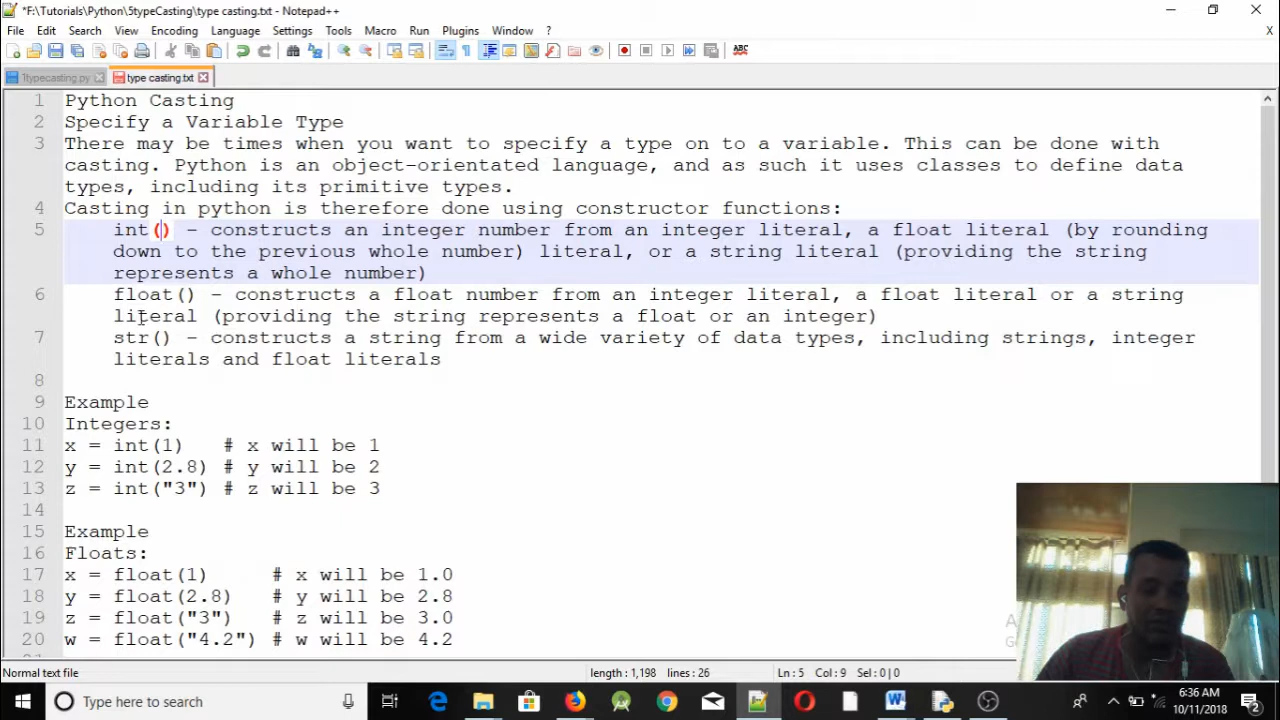 *F:\Tutorials\Python\5typeCasting\type casting.txt - Notepad++
File Edit Search View Encoding Language Settings Tools Macro Run Plugins Window ? X
ABC
1typecasting.py type casting.txt
1 Python Casting
2 Specify a Variable Type
3 There may be times when you want to specify a type on to a variable. This can be done with
casting. Python is an object-orientated language, and as such it uses classes to define data
types, including its primitive types.
4 Casting in python is therefore done using constructor functions:
5 int() - constructs an integer number from an integer literal, a float literal (by rounding
down to the previous whole number) literal, or a string literal (providing the string
represents a whole number)
6 float() - constructs a float number from an integer literal, a float literal or a string
literal (providing the string represents a float or an integer)
7 str() - constructs a string from a wide variety of data types, including strings, integer
literals and float literals
8
9 Example
10 Integers:
11 x = int(1) # x will be 1
12 y = int(2.8) # y will be 2
13 z = int("3") # z will be 3
14
15 Example
16 Floats:
17 x = float(1) # x will be 1.0
18 y = float(2.8) # y will be 2.8
19 z = float("3") # z will be 3.0
20 w = float("4.2") # w will be 4.2
Normal text file length : 1,198 lines : 26 Ln : 5 Col : 9 Sel : 0 | 0
Type here to search
6:36 AM
10/11/2018
2